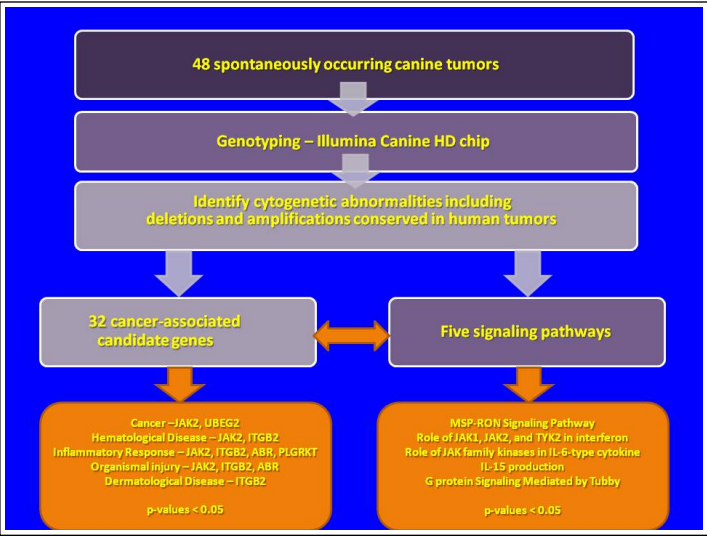 48 spontaneously occurring canine tumors
Genotyping – Illumina Canine HD chip
Identify cytogenetic abnormalities including
deletions and amplifications conserved in human tumors
32 cancer-associated
candidate genes
Five signaling pathways
Cancer –JAK2, UBEG2
Hematological Disease – JAK2, ITGB2
Inflammatory Response – JAK2, ITGB2, ABR, PLGRKT
Organismal injury – JAK2, ITGB2, ABR
Dermatological Disease – ITGB2
p-values < 0.05
MSP-RON Signaling Pathway
Role of JAK1, JAK2, and TYK2 in interferon
Role of JAK family kinases in IL-6-type cytokine
IL-15 production
G protein Signaling Mediated by Tubby
p-values < 0.05